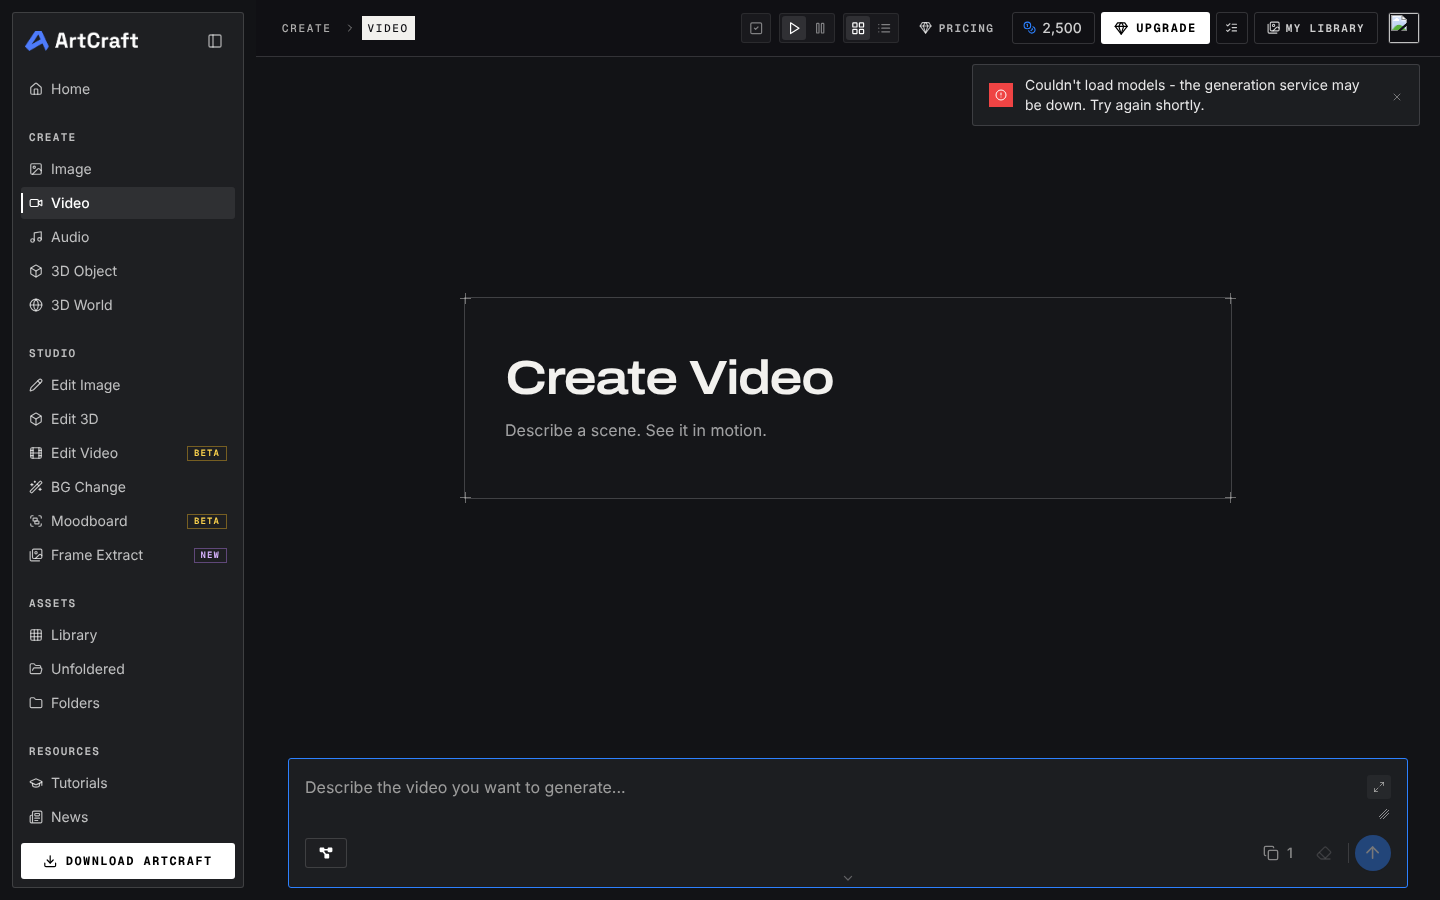 ArtCraft
Home
CREATE
Image
Video
Audio
3D Object
3D World
STUDIO
Edit Image
Edit 3D
Edit Video BETA
BG Change
Moodboard BETA
Frame Extract NEW
ASSETS
Library
Unfoldered
Folders
RESOURCES
Tutorials
News
DOWNLOAD ARTCRAFT
CREATE > VIDEO
PRICING 2,500 UPGRADE MY LIBRARY
Couldn't load models - the generation service may
be down. Try again shortly.
Create Video
Describe a scene. See it in motion.
Describe the video you want to generate...
1